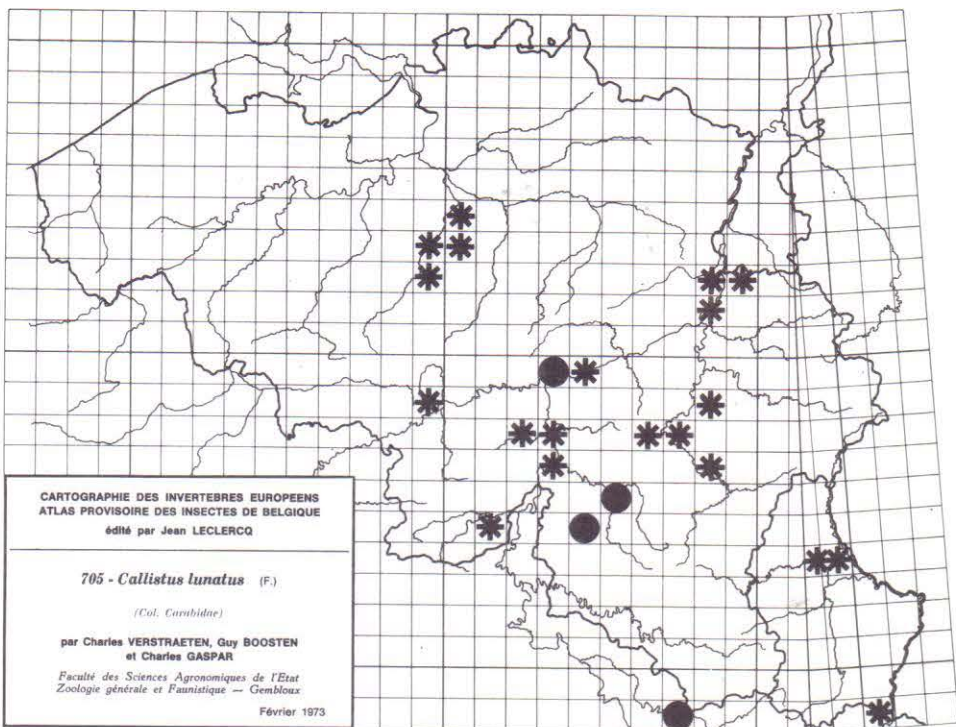 CARTOGRAPHIE DES INVERTEBRES EUROPEENS
ATLAS PROVISOIRE DES INSECTES DE BELGIQUE
édité par Jean LECLERCQ
705 - Callistus lunatus (F.)
(Col. Carabidae)
par Charles VERSTRAETEN, Guy BOOSTEN
et Charles GASPAR
Faculté des Sciences Agronomiques de l'Etat
Zoologie générale et Faunistique — Gembloux
Février 1973